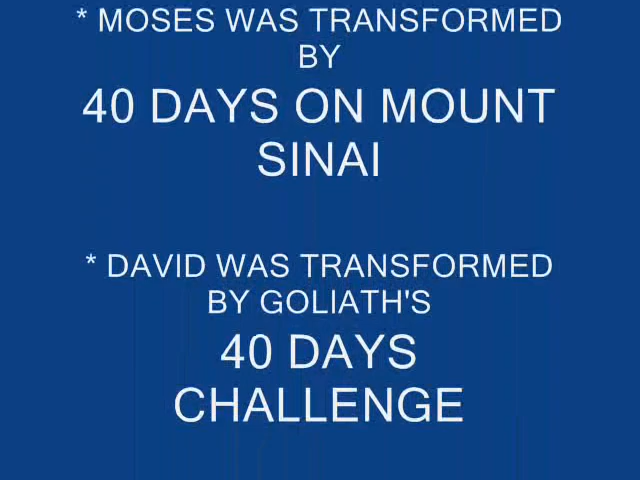 * MOSES WAS TRANSFORMED
BY
40 DAYS ON MOUNT
SINAI
* DAVID WAS TRANSFORMED
BY GOLIATH'S
40 DAYS
CHALLENGE